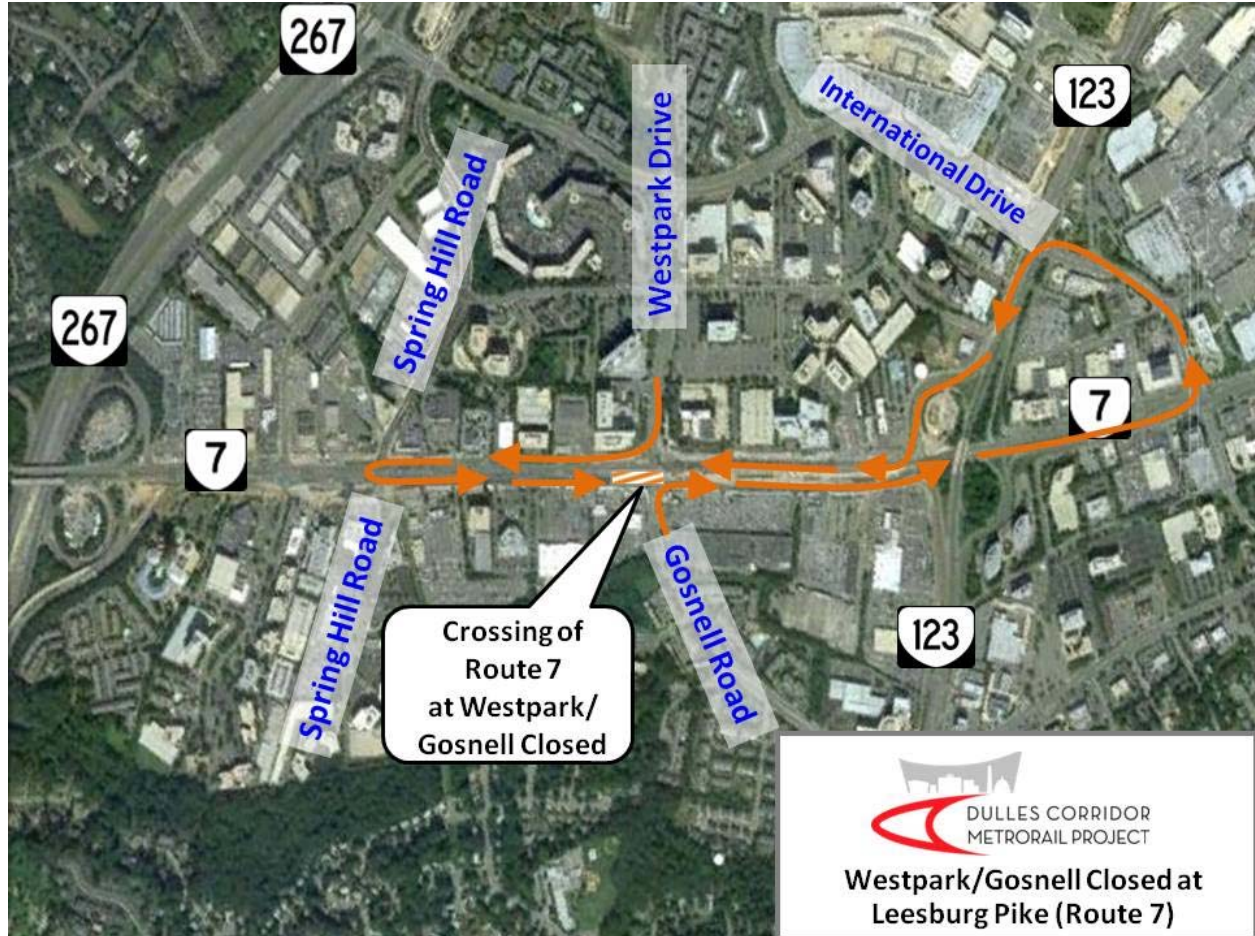 267
123
International Drive
Westpark Drive
Spring Hill Road
267
7
7
Spring Hill Road
Gosnell Road
Crossing of
Route 7
at Westpark/
Gosnell Closed
123
DULLES CORRIDOR
METRORAIL PROJECT
Westpark/Gosnell Closed at
Leesburg Pike (Route 7)